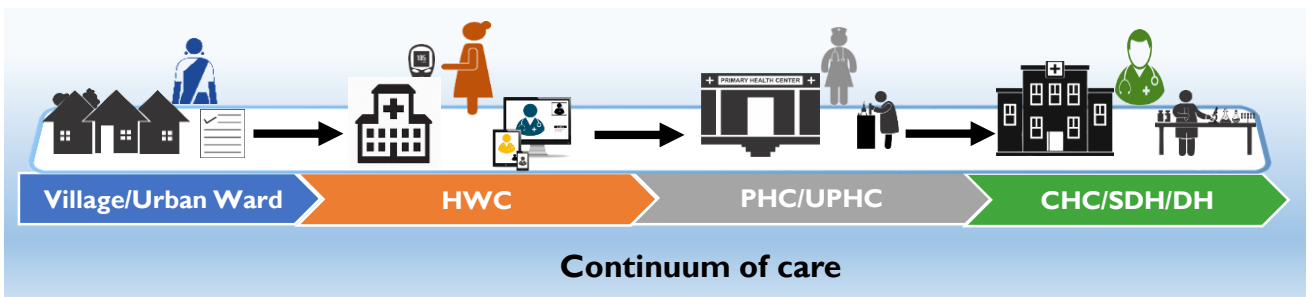 PRIMARY HEALTH CENTER
Village/Urban Ward
HWC
PHC/UPHC
CHC/SDH/DH
Continuum of care